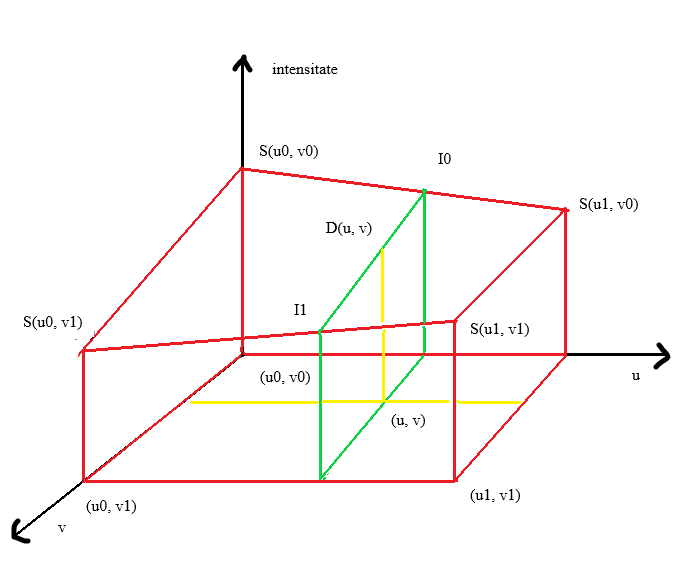 intensitate
S(u0, v0)
I0
S(u1, v0)
D(u, v)
I1
S(u0, v1)
S(u1, v1)
(u0, v0)
u
(u, v)
(u1, v1)
(u0, v1)
v